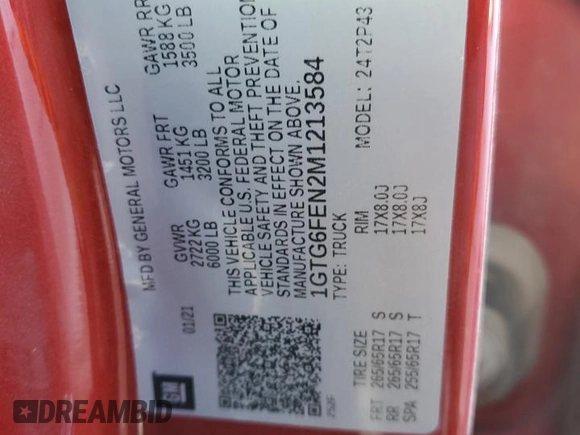 MFD BY GENERAL MOTORS LLC
01/21
GVWR GAWR FRT GAWR RR
2722 KG 1451 KG 1588 KG
6000 LB 3200 LB 3500 LB
THIS VEHICLE CONFORMS TO ALL
APPLICABLE U.S. FEDERAL MOTOR
VEHICLE SAFETY AND THEFT PREVENTION
STANDARDS IN EFFECT ON THE DATE OF
MANUFACTURE SHOWN ABOVE.
1GTG6FEN2M1213584
TYPE: TRUCK MODEL: 24T2P43
GM
TIRE SIZE RIM
FRT 265/65R17 S 17X8.0J
RR 265/65R17 S 17X8.0J
SPA 255/65R17 T 17X8J
DREAMBID